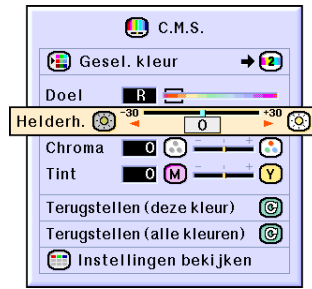 C.M.S.
Gesel. kleur 2
Doel R
Helderh. -30 0 +30
Chroma 0 - +
Tint 0 M - + Y
Terugstellen (deze kleur)
Terugstellen (alle kleuren)
Instellingen bekijken